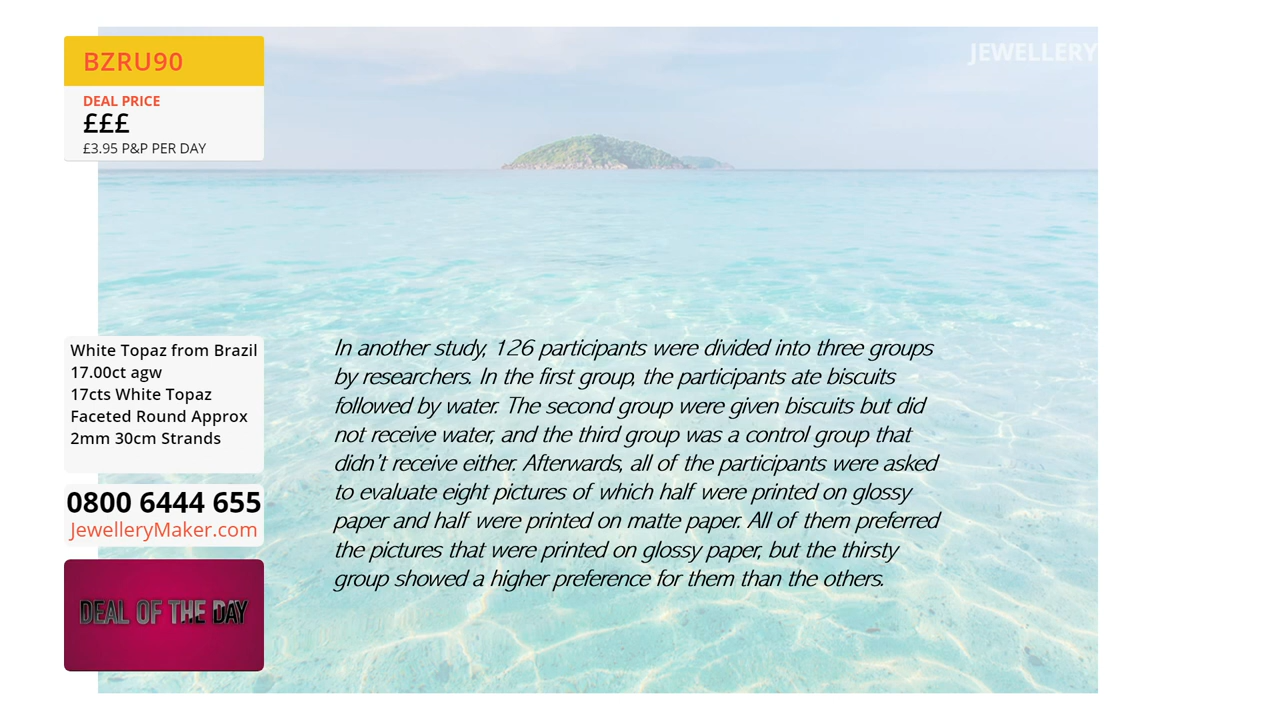 BZRU90
DEAL PRICE
£££
£3.95 P&P PER DAY
JEWELLERY
White Topaz from Brazil
17.00ct agw
17cts White Topaz
Faceted Round Approx
2mm 30cm Strands
0800 6444 655
JewelleryMaker.com
DEAL OF THE DAY
In another study, 126 participants were divided into three groups
by researchers. In the first group, the participants ate biscuits
followed by water. The second group were given biscuits but did
not receive water, and the third group was a control group that
didn't receive either. Afterwards, all of the participants were asked
to evaluate eight pictures of which half were printed on glossy
paper and half were printed on matte paper. All of them preferred
the pictures that were printed on glossy paper, but the thirsty
group showed a higher preference for them than the others.